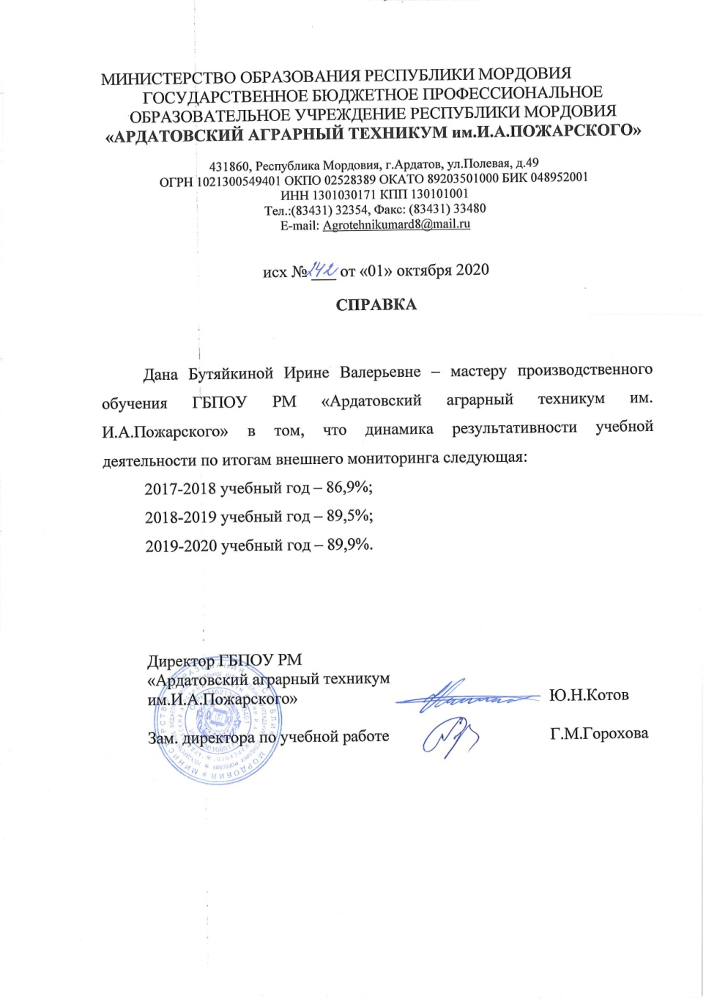 МИНИСТЕРСТВО ОБРАЗОВАНИЯ РЕСПУБЛИКИ МОРДОВИЯ
ГОСУДАРСТВЕННОЕ БЮДЖЕТНОЕ ПРОФЕССИОНАЛЬНОЕ
ОБРАЗОВАТЕЛЬНОЕ УЧРЕЖДЕНИЕ РЕСПУБЛИКИ МОРДОВИЯ
«АРДАТОВСКИЙ АГРАРНЫЙ ТЕХНИКУМ им.И.А.ПОЖАРСКОГО»
431860, Республика Мордовия, г.Ардатов, ул.Полевая, д.49
ОГРН 1021300549401 ОКПО 02528389 ОКАТО 89203501000 БИК 048952001
ИНН 1301030171 КПП 130101001
Тел.:(83431) 32354, Факс: (83431) 33480
E-mail: Agrotehnikumard8@mail.ru
исх №242 от «01» октября 2020
СПРАВКА
Дана Бутяйкиной Ирине Валерьевне – мастеру производственного
обучения ГБПОУ РМ «Ардатовский аграрный техникум им.
И.А.Пожарского» в том, что динамика результативности учебной
деятельности по итогам внешнего мониторинга следующая:
2017-2018 учебный год – 86,9%;
2018-2019 учебный год – 89,5%;
2019-2020 учебный год – 89,9%.
Директор ГБПОУ РМ
«Ардатовский аграрный техникум
им.И.А.Пожарского» Ю.Н.Котов
Зам. директора по учебной работе Г.М.Горохова